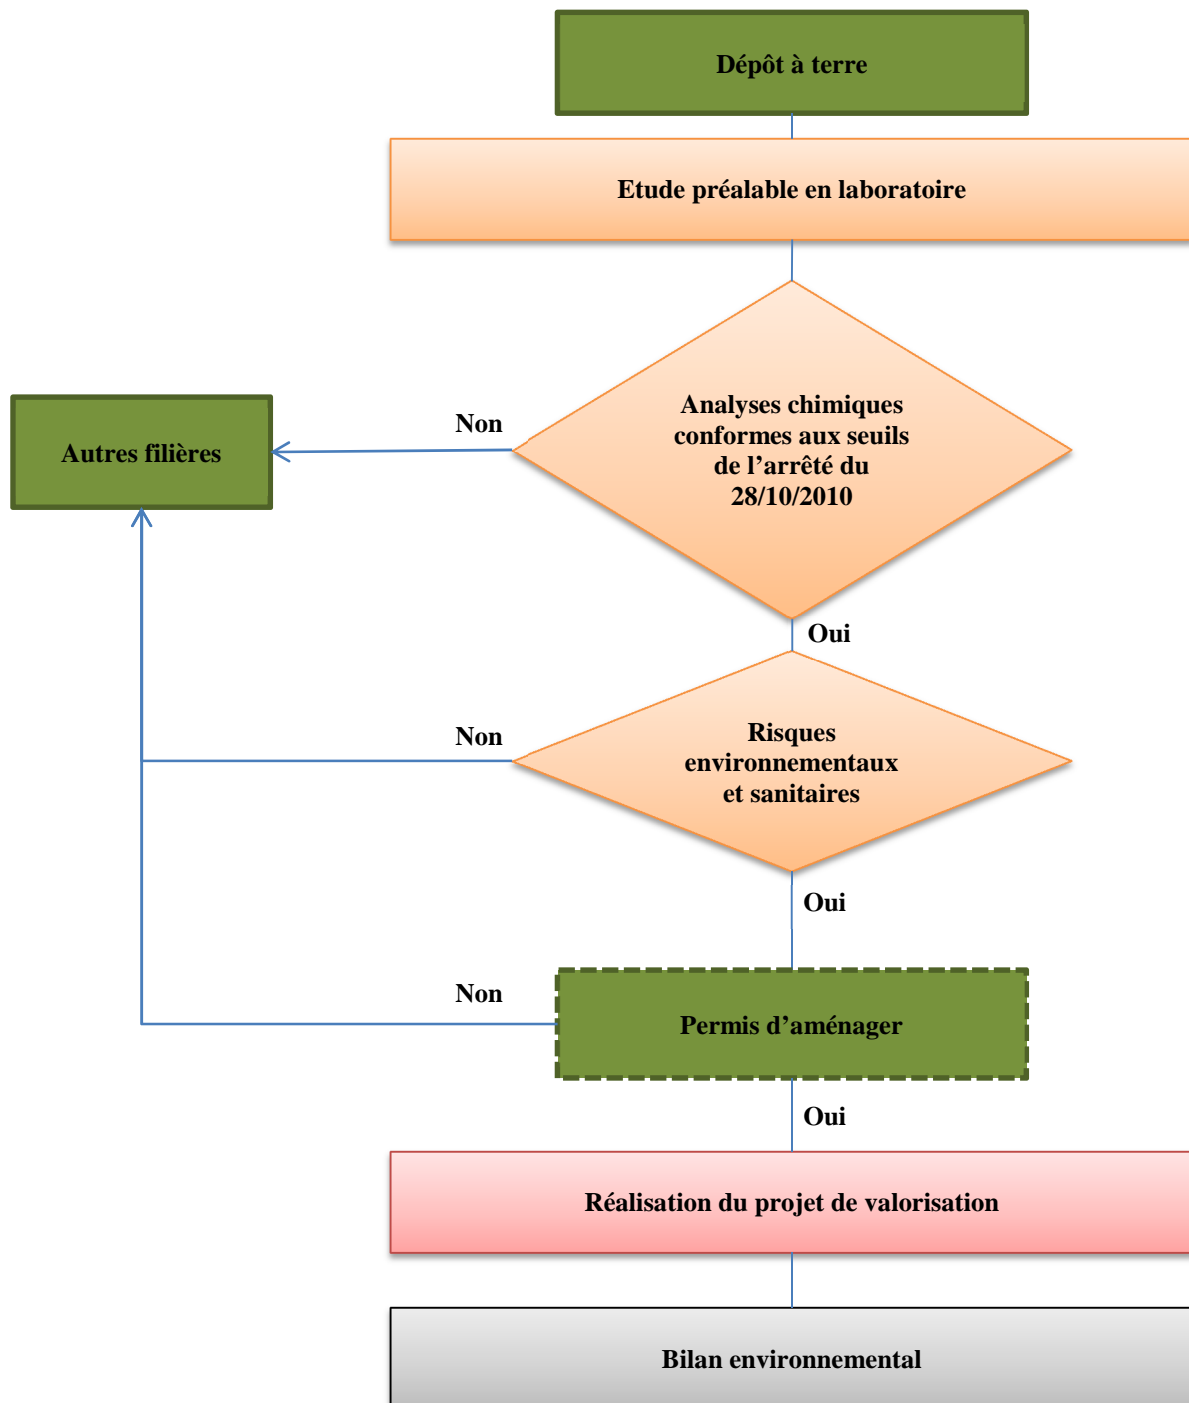 Dépôt à terre
Etude préalable en laboratoire
Analyses chimiques
conformes aux seuils
de l’arrêté du
28/10/2010
Non
Autres filières
Oui
Risques
environnementaux
et sanitaires
Non
Oui
Permis d’aménager
Non
Oui
Réalisation du projet de valorisation
Bilan environnemental